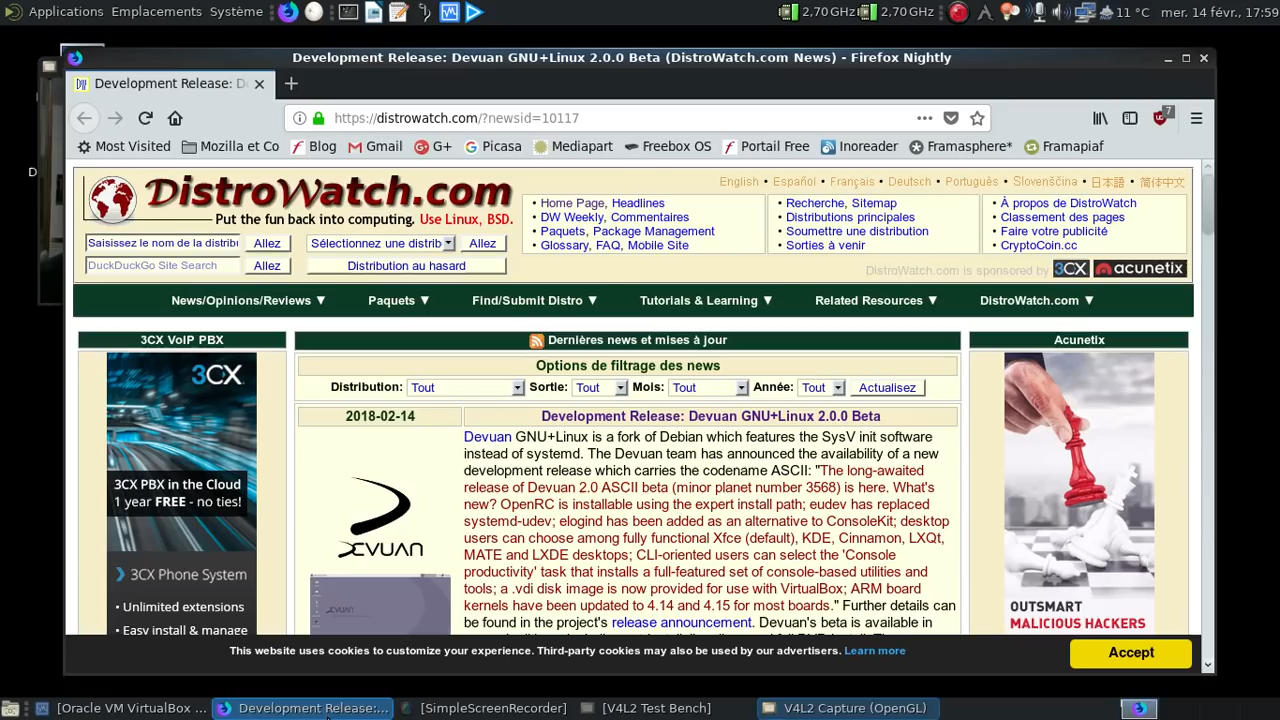 Applications Emplacements Système
2,70 GHz 2,70 GHz 11 °C mer. 14 févr., 17:59
Development Release: Devuan GNU+Linux 2.0.0 Beta (DistroWatch.com News) - Firefox Nightly
Development Release: D
https://distrowatch.com/?newsid=10117
7
Most Visited Mozilla et Co Blog Gmail G+ Picasa Mediapart Freebox OS Portail Free Inoreader Framasphere* Framapiaf
DistroWatch.com
Put the fun back into computing. Use Linux, BSD.
English • Español • Français • Deutsch • Português • Slovenščina • 日本語 • 简体中文
Home Page, Headlines
DW Weekly, Commentaires
Paquets, Package Management
Glossary, FAQ, Mobile Site
Recherche, Sitemap
Distributions principales
Soumettre une distribution
Sorties à venir
À propos de DistroWatch
Classement des pages
Faire votre publicité
CryptoCoin.cc
Saisissez le nom de la distribu Allez Sélectionnez une distrib Allez
DuckDuckGo Site Search Allez Distribution au hasard
DistroWatch.com is sponsored by 3CX acunetix
News/Opinions/Reviews ▼ Paquets ▼ Find/Submit Distro ▼ Tutorials & Learning ▼ Related Resources ▼ DistroWatch.com ▼
3CX VoIP PBX
3CX
3CX PBX in the Cloud
1 year FREE - no ties!
3CX Phone System
• Unlimited extensions
• Easy install & manage
Dernières news et mises à jour
Options de filtrage des news
Distribution: Tout Sortie: Tout Mois: Tout Année: Tout Actualisez
2018-02-14 Development Release: Devuan GNU+Linux 2.0.0 Beta
DEVUAN
Devuan GNU+Linux is a fork of Debian which features the SysV init software
instead of systemd. The Devuan team has announced the availability of a new
development release which carries the codename ASCII: "The long-awaited
release of Devuan 2.0 ASCII beta (minor planet number 3568) is here. What's
new? OpenRC is installable using the expert install path; eudev has replaced
systemd-udev; elogind has been added as an alternative to ConsoleKit; desktop
users can choose among fully functional Xfce (default), KDE, Cinnamon, LXQt,
MATE and LXDE desktops; CLI-oriented users can select the 'Console
productivity' task that installs a full-featured set of console-based utilities and
tools; a .vdi disk image is now provided for use with VirtualBox; ARM board
kernels have been updated to 4.14 and 4.15 for most boards." Further details can
be found in the project's release announcement. Devuan's beta is available in
Acunetix
OUTSMART
MALICIOUS HACKERS
This website uses cookies to customize your experience. Third-party cookies may also be used by our advertisers. Learn more
Accept
[Oracle VM VirtualBox ... Development Release:... [SimpleScreenRecorder] [V4L2 Test Bench] V4L2 Capture (OpenGL)